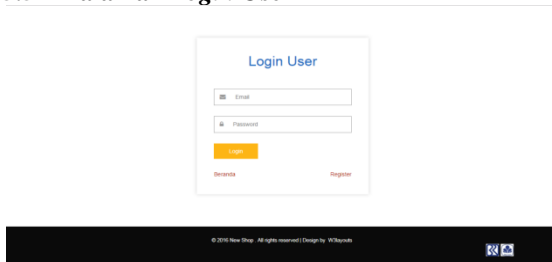 Login User
Email
Password
Login
Beranda Register
© 2016 New Shop . All rights reserved | Design by W3layouts